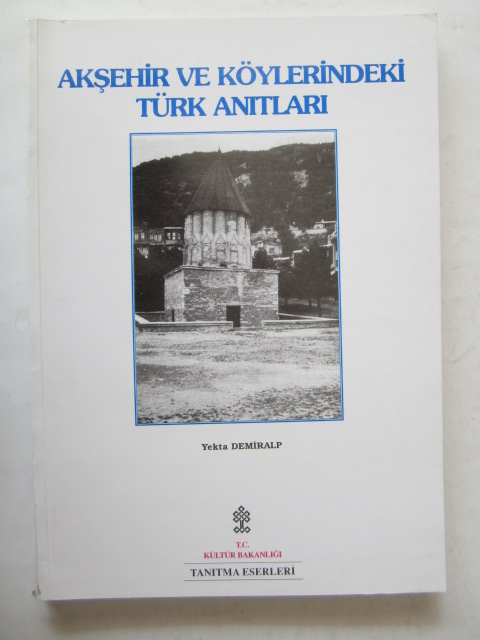 AKŞEHİR VE KÖYLERİNDEKİ
TÜRK ANITLARI
Yekta DEMİRALP
T.C.
KÜLTÜR BAKANLIĞI
TANITMA ESERLERİ